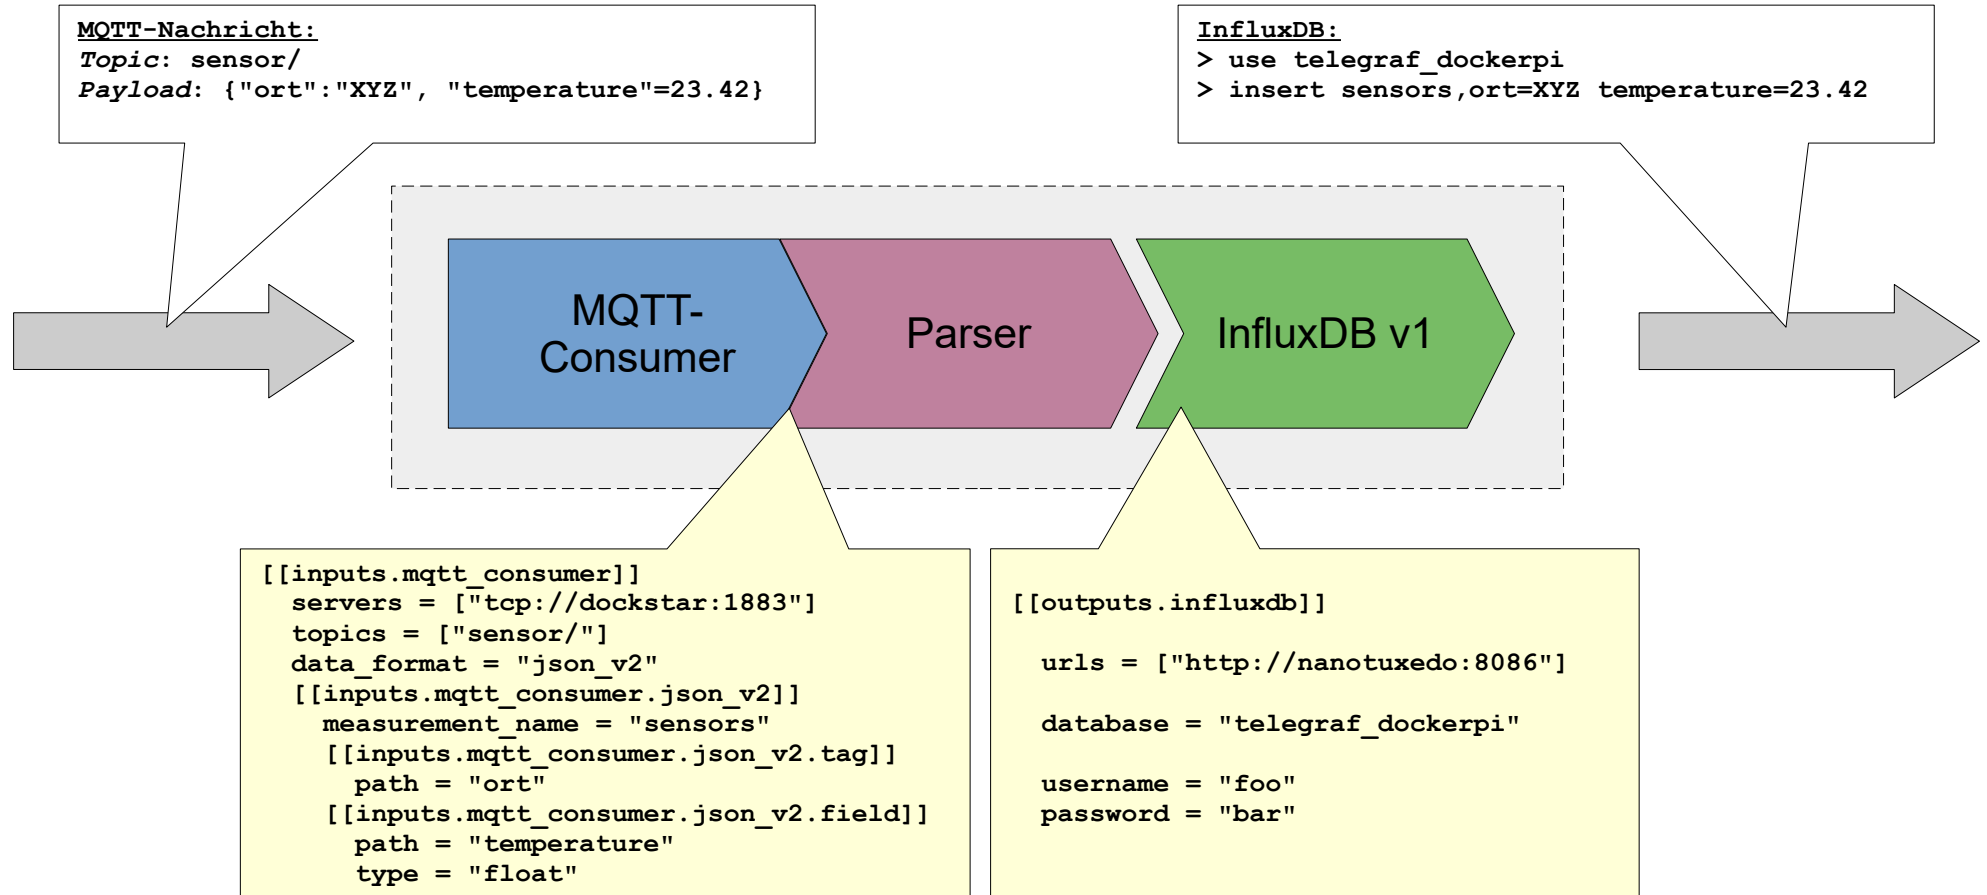 MQTT-Nachricht:
Topic: sensor/
Payload: {"ort":"XYZ", "temperature"=23.42}
InfluxDB:
> use telegraf_dockerpi
> insert sensors,ort=XYZ temperature=23.42
MQTT-
Consumer
Parser
InfluxDB v1
[[inputs.mqtt_consumer]]
servers = ["tcp://dockstar:1883"]
topics = ["sensor/"]
data_format = "json_v2"
[[inputs.mqtt_consumer.json_v2]]
measurement_name = "sensors"
[[inputs.mqtt_consumer.json_v2.tag]]
path = "ort"
[[inputs.mqtt_consumer.json_v2.field]]
path = "temperature"
type = "float"
[[outputs.influxdb]]
urls = ["http://nanotuxedo:8086"]
database = "telegraf_dockerpi"
username = "foo"
password = "bar"